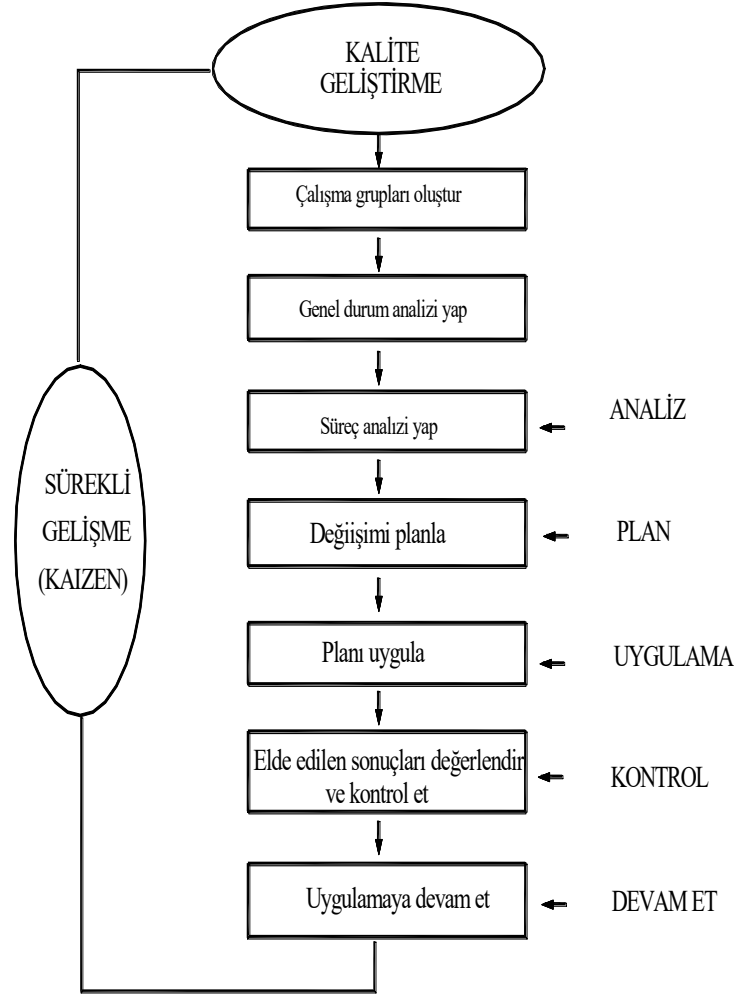 KALİTE
GELİŞTİRME
Çalışma grupları oluştur
Genel durum analizi yap
Süreç analizi yap
ANALİZ
SÜREKLİ
GELİŞME
(KAIZEN)
Değiişimi planla
PLAN
Planı uygula
UYGULAMA
Elde edilen sonuçları değerlendir
ve kontrol et
KONTROL
Uygulamaya devam et
DEVAM ET